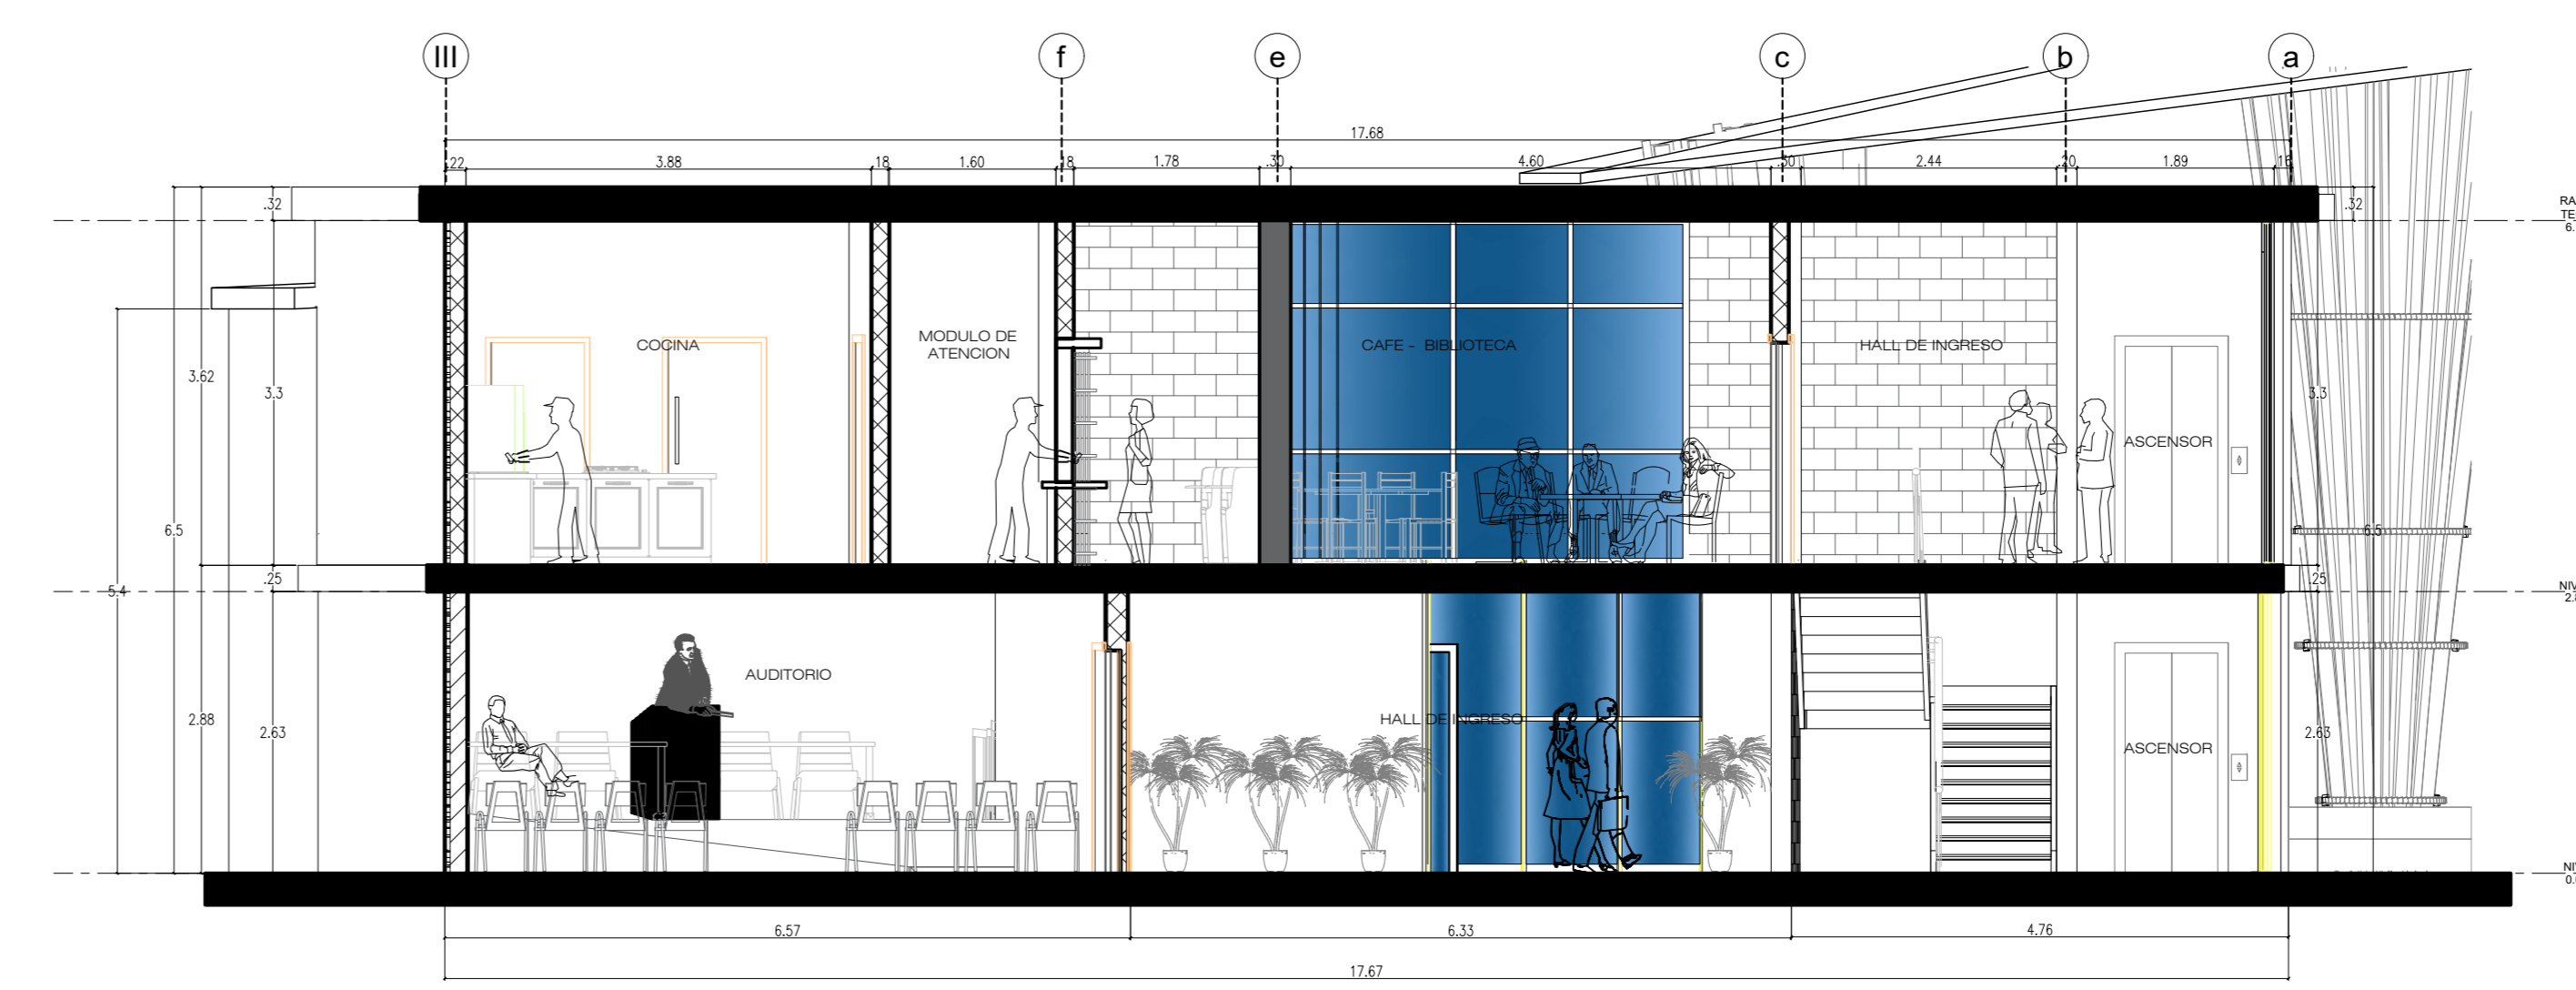 III f e c b a
17.68
.22 3.88 .18 1.60 .18 1.78 .30 4.60 .30 2.44 .20 1.89 .16
.32 .32
COCINA
MODULO DE
ATENCION
CAFE - BIBLIOTECA
HALL DE INGRESO
3.62 3.3 3.3
ASCENSOR
6.5 6.5
.25 .25
5.4
AUDITORIO
2.88 2.63
HALL DE INGRESO
2.63
ASCENSOR
6.57 6.33 4.76
17.67